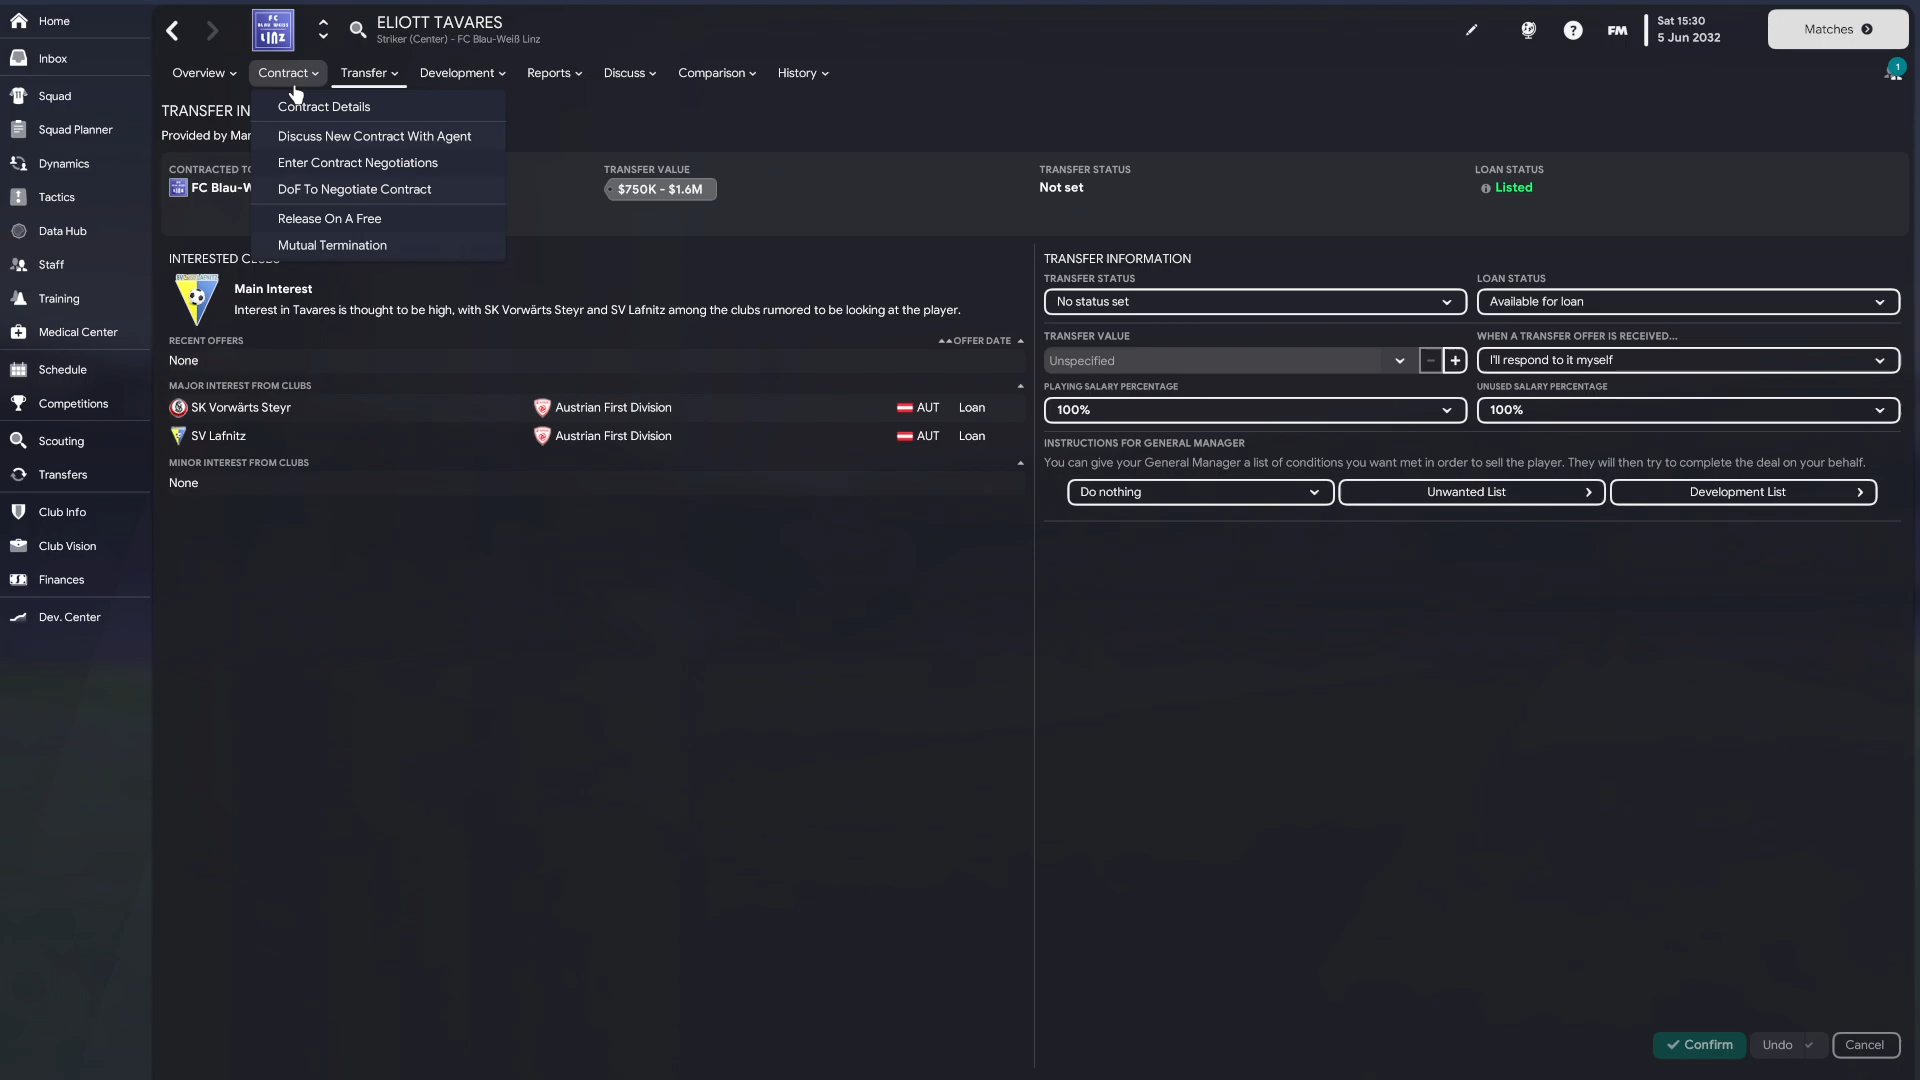 Home
Inbox
Squad
Squad Planner
Dynamics
Tactics
Data Hub
Staff
Training
Medical Center
Schedule
Competitions
Scouting
Transfers
Club Info
Club Vision
Finances
Dev. Center
FC
BLAU WEISS
LINZ
ELIOTT TAVARES
Striker (Center) - FC Blau-Weiß Linz
FM
Sat 15:30
5 Jun 2032
Matches
Overview
Contract
Transfer
Development
Reports
Discuss
Comparison
History
1
Contract Details
Discuss New Contract With Agent
Enter Contract Negotiations
DoF To Negotiate Contract
Release On A Free
Mutual Termination
TRANSFER IN
Provided by Mar
CONTRACTED TO
FC Blau-W
TRANSFER VALUE
$750K - $1.6M
TRANSFER STATUS
Not set
LOAN STATUS
Listed
INTERESTED CLUBS
Main Interest
Interest in Tavares is thought to be high, with SK Vorwärts Steyr and SV Lafnitz among the clubs rumored to be looking at the player.
RECENT OFFERS
OFFER DATE
None
MAJOR INTEREST FROM CLUBS
SK Vorwärts Steyr Austrian First Division AUT Loan
SV Lafnitz Austrian First Division AUT Loan
MINOR INTEREST FROM CLUBS
None
TRANSFER INFORMATION
TRANSFER STATUS
No status set
LOAN STATUS
Available for loan
TRANSFER VALUE
Unspecified
WHEN A TRANSFER OFFER IS RECEIVED...
I'll respond to it myself
PLAYING SALARY PERCENTAGE
100%
UNUSED SALARY PERCENTAGE
100%
INSTRUCTIONS FOR GENERAL MANAGER
You can give your General Manager a list of conditions you want met in order to sell the player. They will then try to complete the deal on your behalf.
Do nothing
Unwanted List
Development List
Confirm
Undo
Cancel